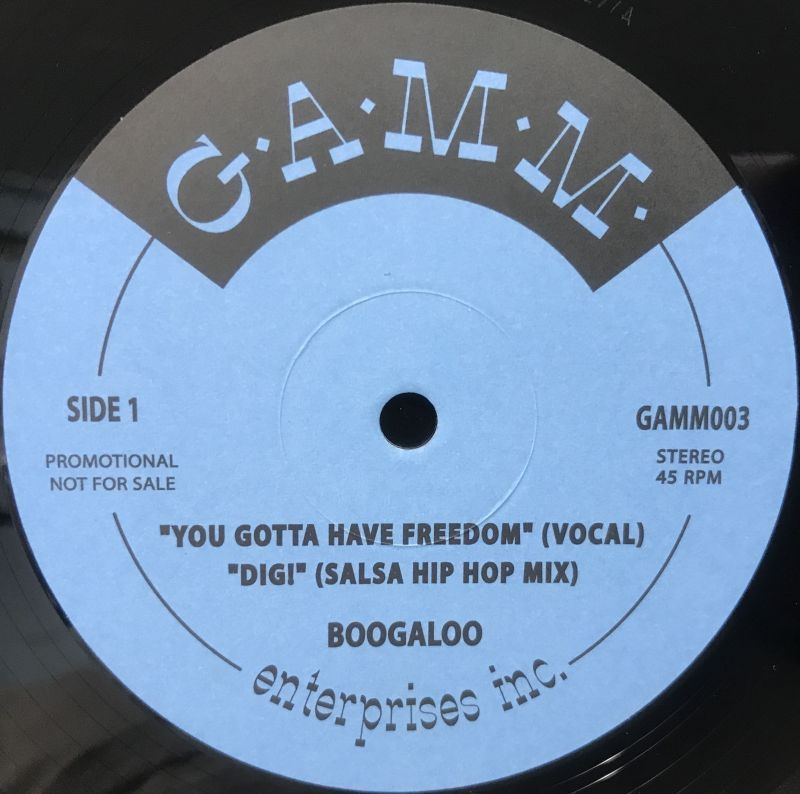 G·A·M·M·
SIDE 1
GAMM003
PROMOTIONAL
NOT FOR SALE
STEREO
45 RPM
"YOU GOTTA HAVE FREEDOM" (VOCAL)
"DIG!" (SALSA HIP HOP MIX)
BOOGALOO
enterprises inc.